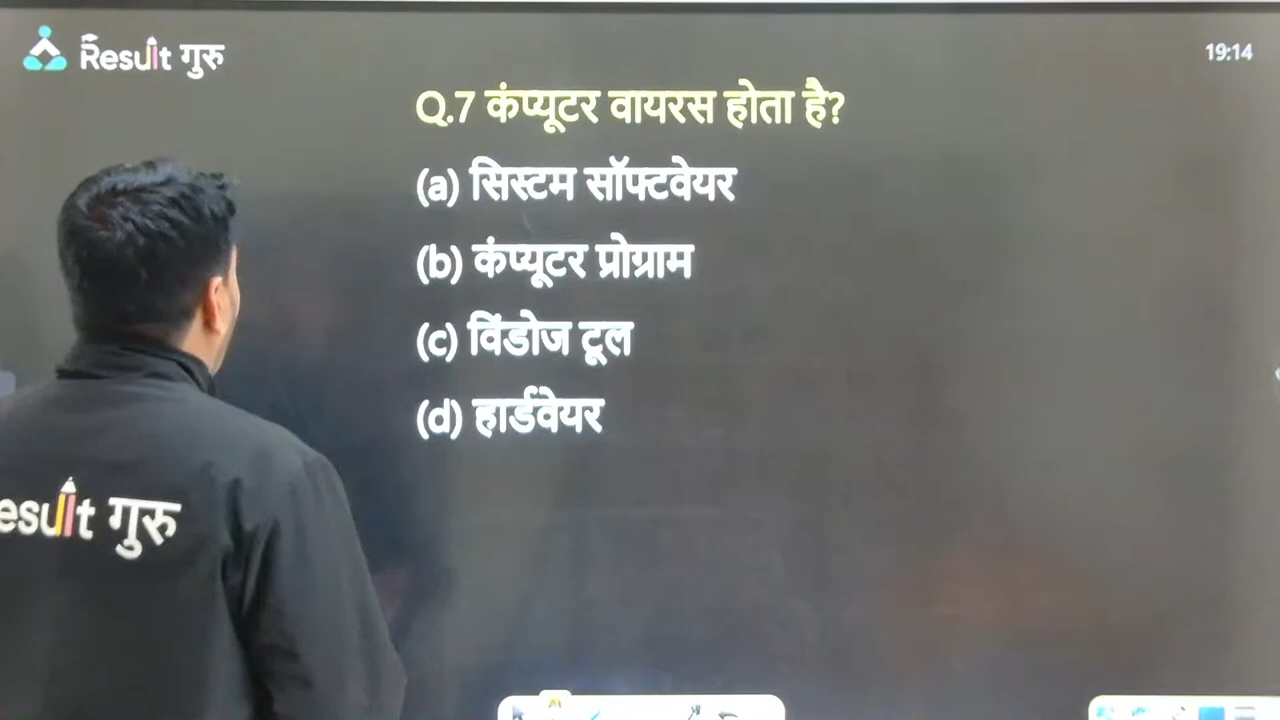 Result गुरु
19:14
Q.7 कंप्यूटर वायरस होता है?
(a) सिस्टम सॉफ्टवेयर
(b) कंप्यूटर प्रोग्राम
(c) विंडोज टूल
(d) हार्डवेयर
esult गुरु